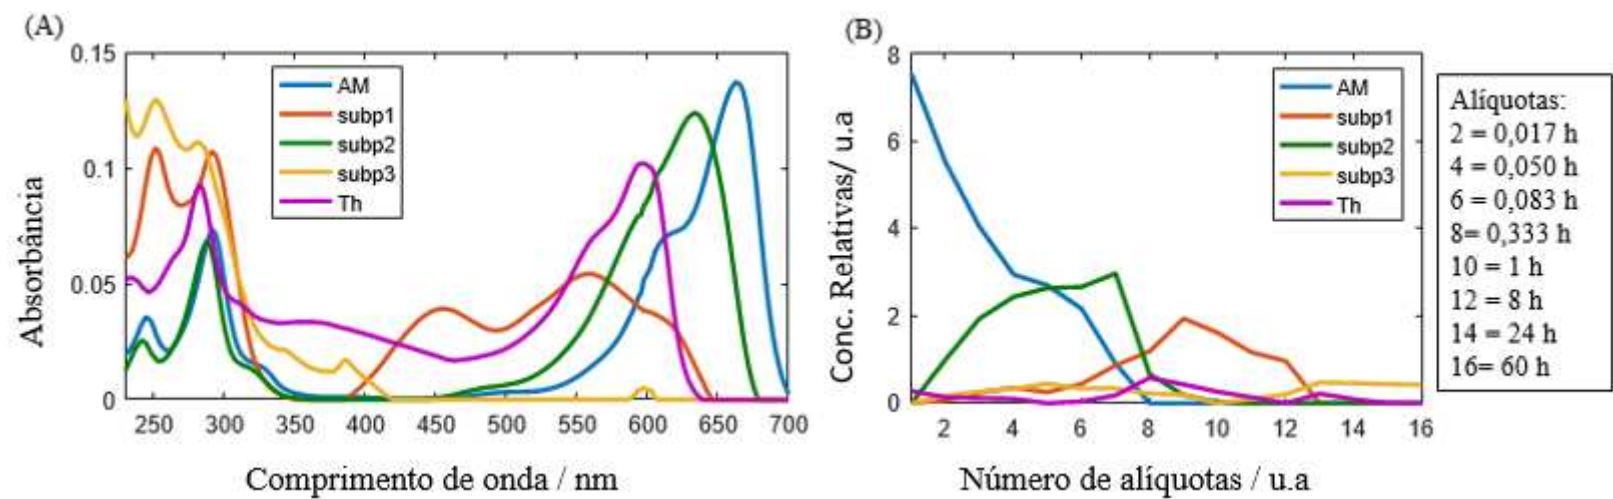 (A)
0.15
0.1
0.05
0
Absorbância
AM
subp1
subp2
subp3
Th
250 300 350 400 450 500 550 600 650 700
Comprimento de onda / nm
(B)
8
6
4
2
0
Conc. Relativas/ u.a
AM
subp1
subp2
subp3
Th
2 4 6 8 10 12 14 16
Número de alíquotas / u.a
Alíquotas:
2 = 0,017 h
4 = 0,050 h
6 = 0,083 h
8= 0,333 h
10 = 1 h
12 = 8 h
14 = 24 h
16= 60 h